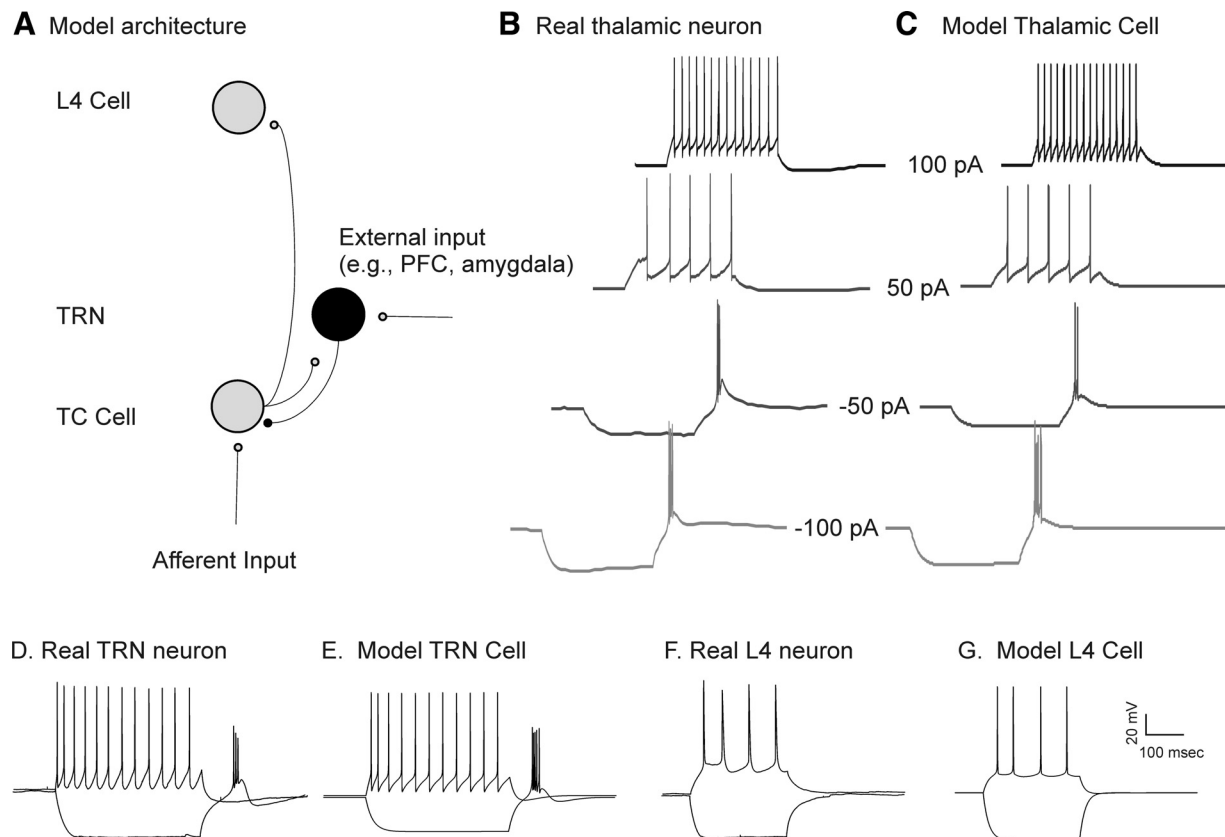 A Model architecture
L4 Cell
External input
(e.g., PFC, amygdala)
TRN
TC Cell
Afferent Input
B Real thalamic neuron
C Model Thalamic Cell
100 pA
50 pA
-50 pA
-100 pA
D. Real TRN neuron
E. Model TRN Cell
F. Real L4 neuron
G. Model L4 Cell
20 mV
100 msec